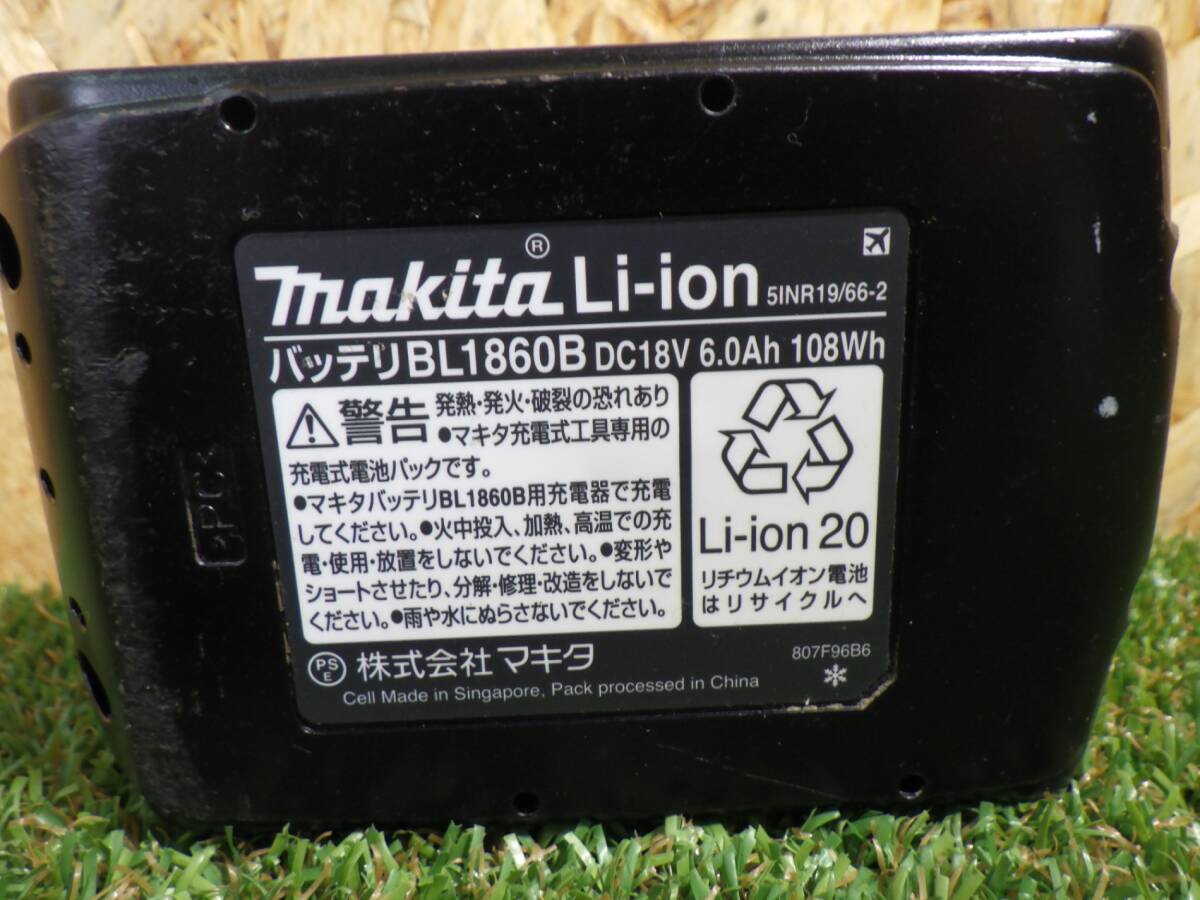 makita® Li-ion 5INR19/66-2
バッテリBL1860B DC18V 6.0Ah 108Wh
警告 発熱・発火・破裂の恐れあり
●マキタ充電式工具専用の
充電式電池パックです。
●マキタバッテリBL1860B用充電器で充電
してください。●火中投入、加熱、高温での充
電・使用・放置をしないでください。●変形や
ショートさせたり、分解・修理・改造をしないで
ください。●雨や水にぬらさないでください。
Li-ion 20
リチウムイオン電池
はリサイクルへ
PS
E
株式会社マキタ
807F96B6
Cell Made in Singapore, Pack processed in China
>PC<